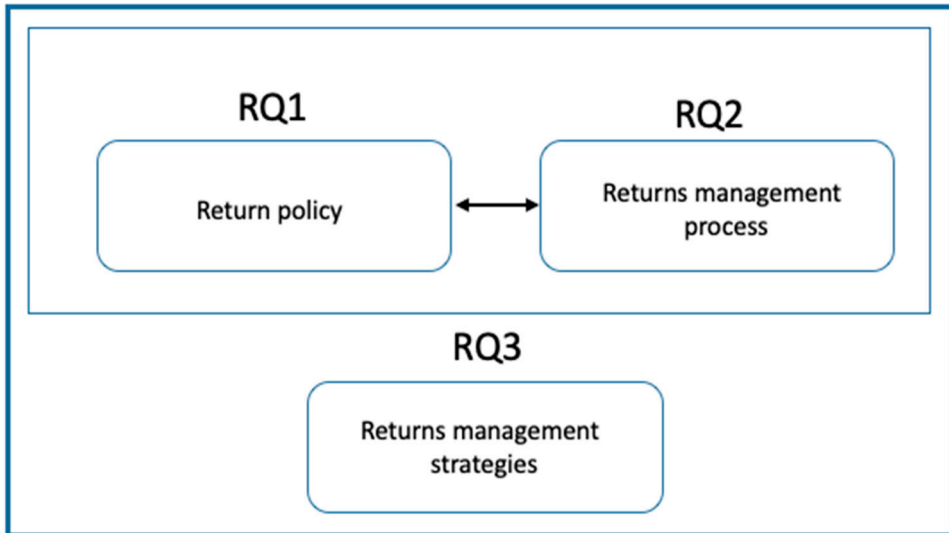 RQ1
RQ2
Return policy
Returns management
process
RQ3
Returns management
strategies